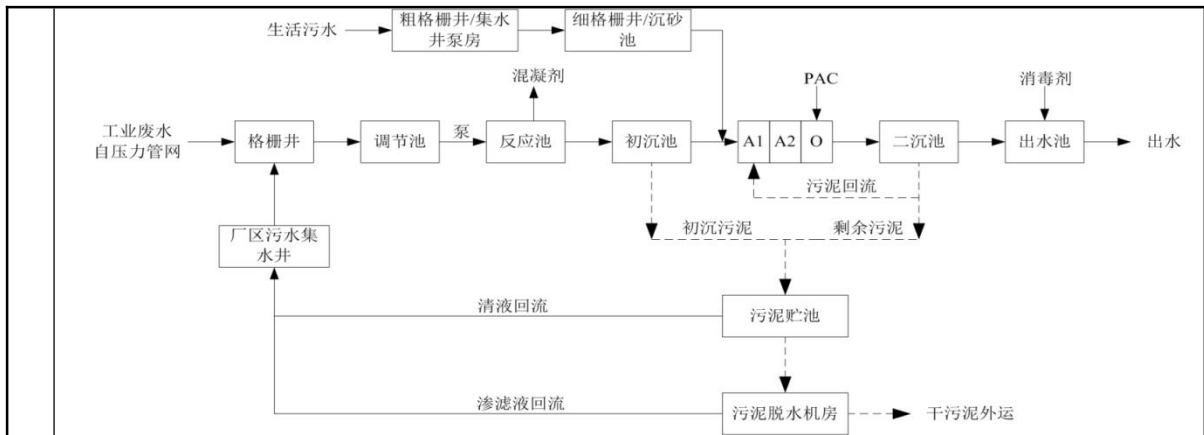 生活污水
粗格栅井/集水
井泵房
细格栅井/沉砂
池
混凝剂
PAC
消毒剂
工业废水
自压力管网
格栅井
调节池
泵
反应池
初沉池
A1
A2
O
二沉池
出水池
出水
污泥回流
初沉污泥
剩余污泥
厂区污水集
水井
清液回流
污泥贮池
渗滤液回流
污泥脱水机房
干污泥外运